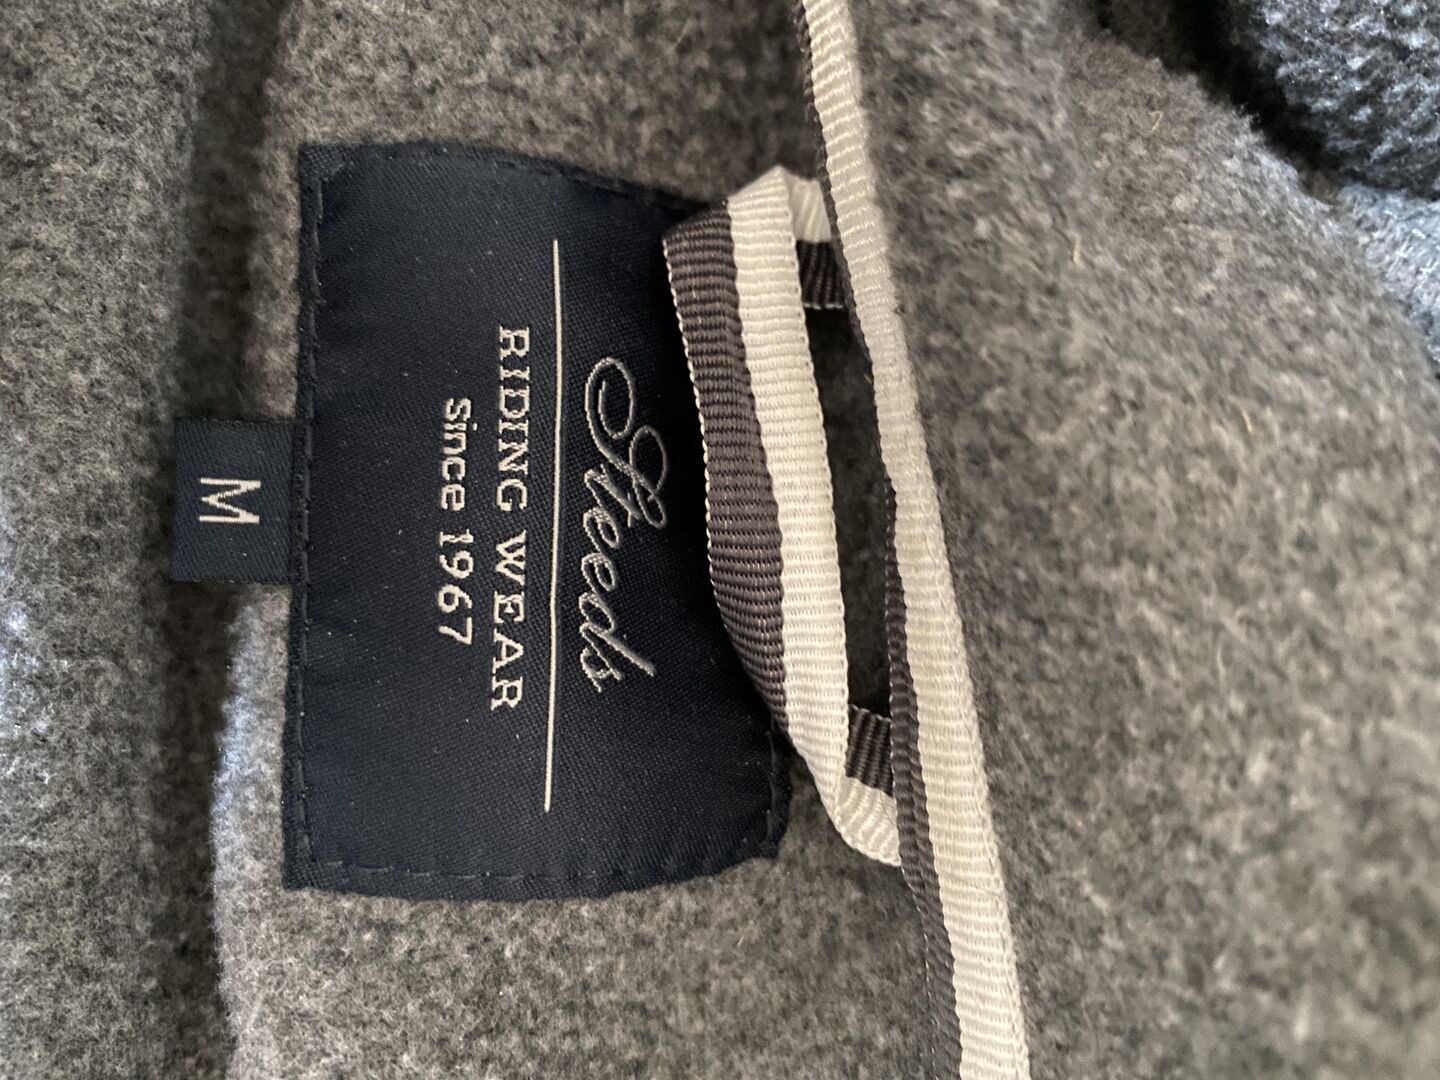 Steeds
RIDING WEAR
Since 1967
M